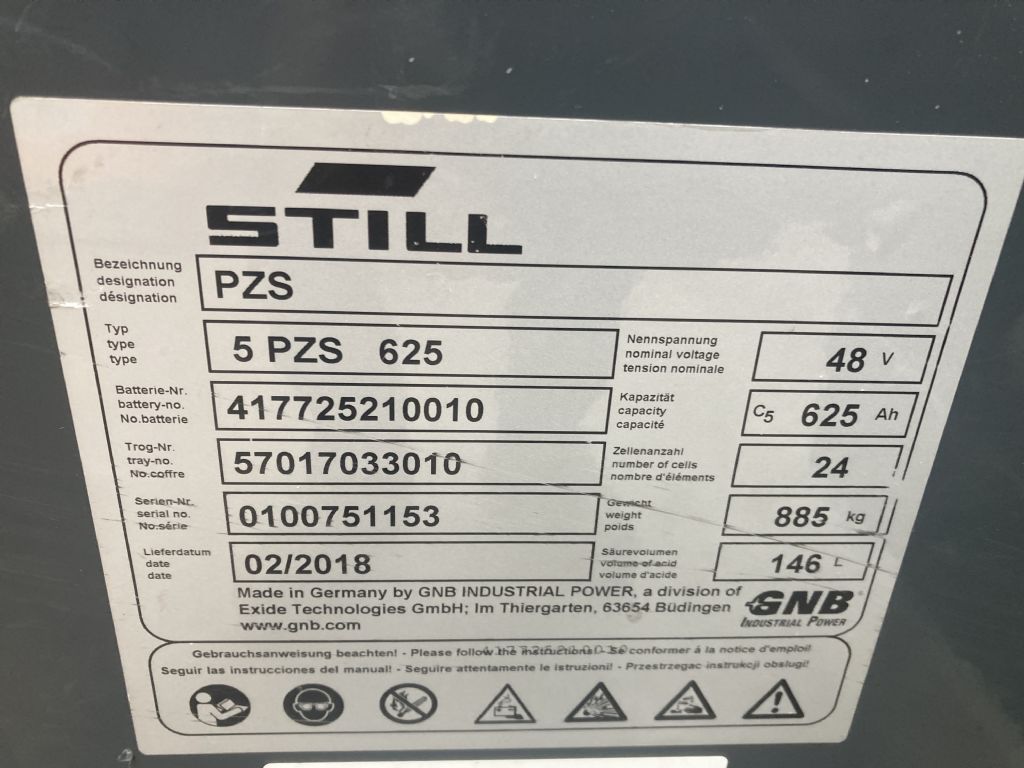 STILL
Bezeichnung
designation
désignation
PZS
Typ
type
type
5 PZS 625
Nennspannung
nominal voltage
tension nominale
48 V
Batterie-Nr.
battery-no.
No.batterie
417725210010
Kapazität
capacity
capacité
C5 625 Ah
Trog-Nr.
tray-no.
No.coffre
57017033010
Zellenanzahl
number of cells
nombre d'éléments
24
Serien-Nr.
serial no.
No.série
0100751153
Gewicht
weight
poids
885 kg
Lieferdatum
date
date
02/2018
Säurevolumen
volume of acid
volume d'acide
146 L
Made in Germany by GNB INDUSTRIAL POWER, a division of
Exide Technologies GmbH; Im Thiergarten, 63654 Büdingen
www.gnb.com
GNB®
INDUSTRIAL POWER
Gebrauchsanweisung beachten! - Please follow the instructions! - Se conformer á la notice d'emploi!
Seguir las instrucciones del manual! - Seguire attentamente le istruzioni! - Przestrzegac instrukcji obslugi!